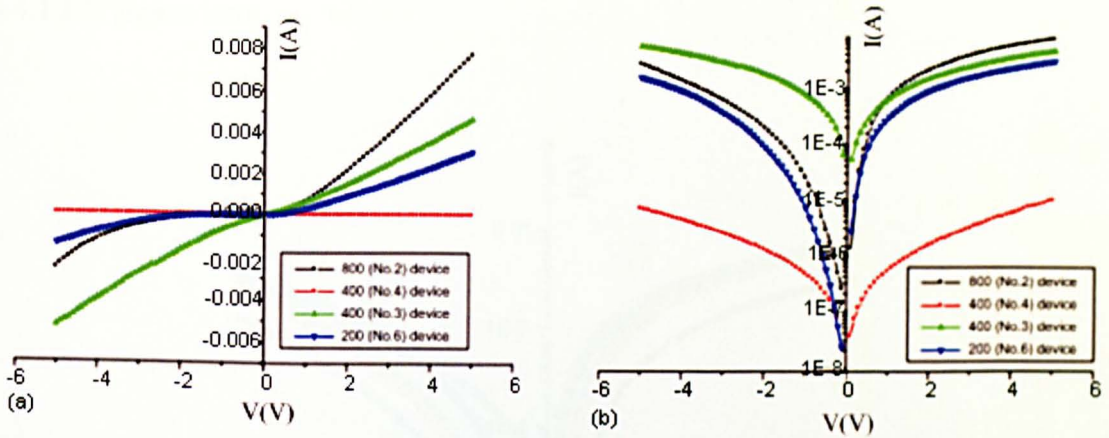 I(A)
0.008
0.006
0.004
0.002
0.000
-0.002
-0.004
-0.006
800 (No.2) device
400 (No.4) device
400 (No.3) device
200 (No.6) device
-6 -4 -2 0 2 4 6
(a)
V(V)
I(A)
1E-3
1E-4
1E-5
1E-7
1E-8
800 (No.2) device
400 (No.4) device
400 (No.3) device
200 (No.6) device
-6 -4 -2 0 2 4 6
(b)
V(V)